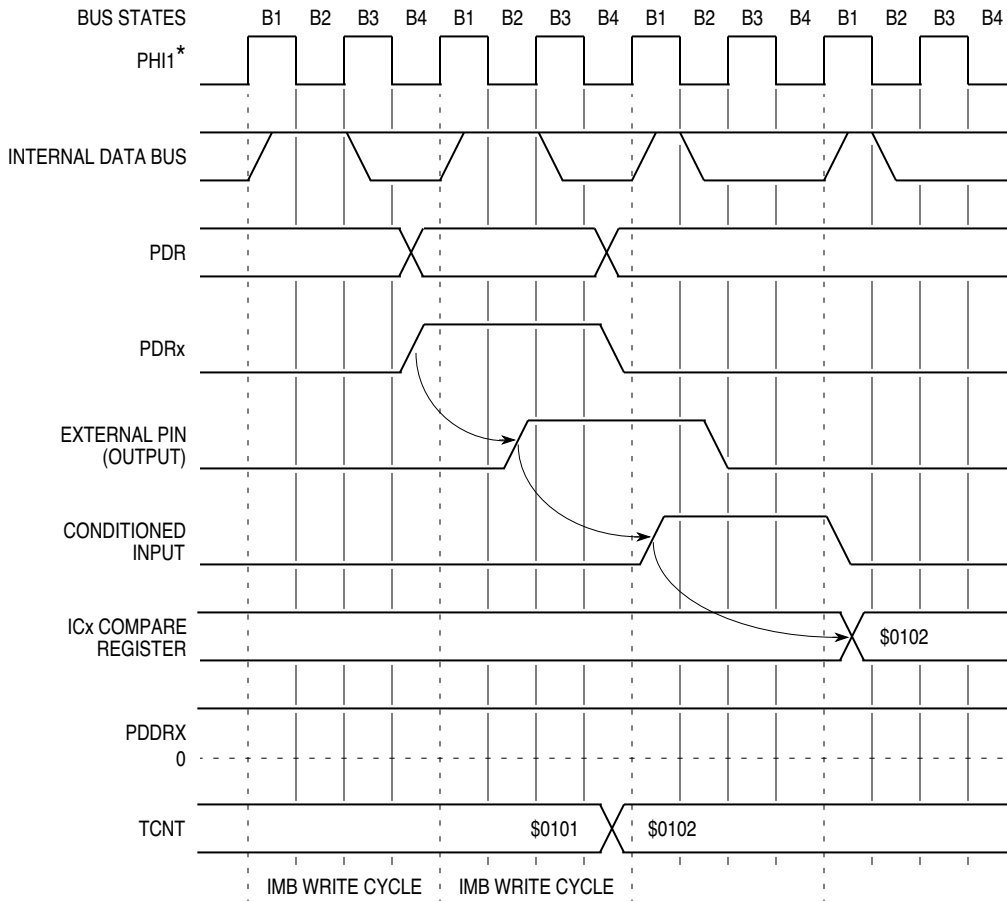 BUS STATES B1 B2 B3 B4 B1 B2 B3 B4 B1 B2 B3 B4 B1 B2 B3 B4
PHI1*
INTERNAL DATA BUS
PDR
PDRx
EXTERNAL PIN
(OUTPUT)
CONDITIONED
INPUT
ICx COMPARE
REGISTER
$0102
PDDRX
0
TCNT
$0101 $0102
IMB WRITE CYCLE IMB WRITE CYCLE